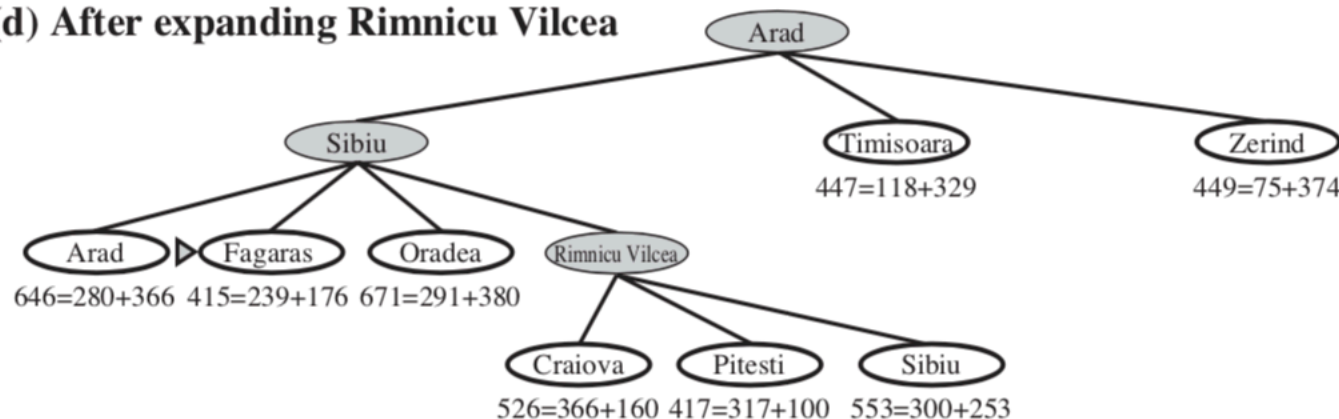 (d) After expanding Rimnicu Vilcea
Arad
Sibiu
Timisoara
Zerind
447=118+329
449=75+374
Arad
Fagaras
Oradea
Rimnicu Vilcea
646=280+366
415=239+176
671=291+380
Craiova
Pitesti
Sibiu
526=366+160
417=317+100
553=300+253